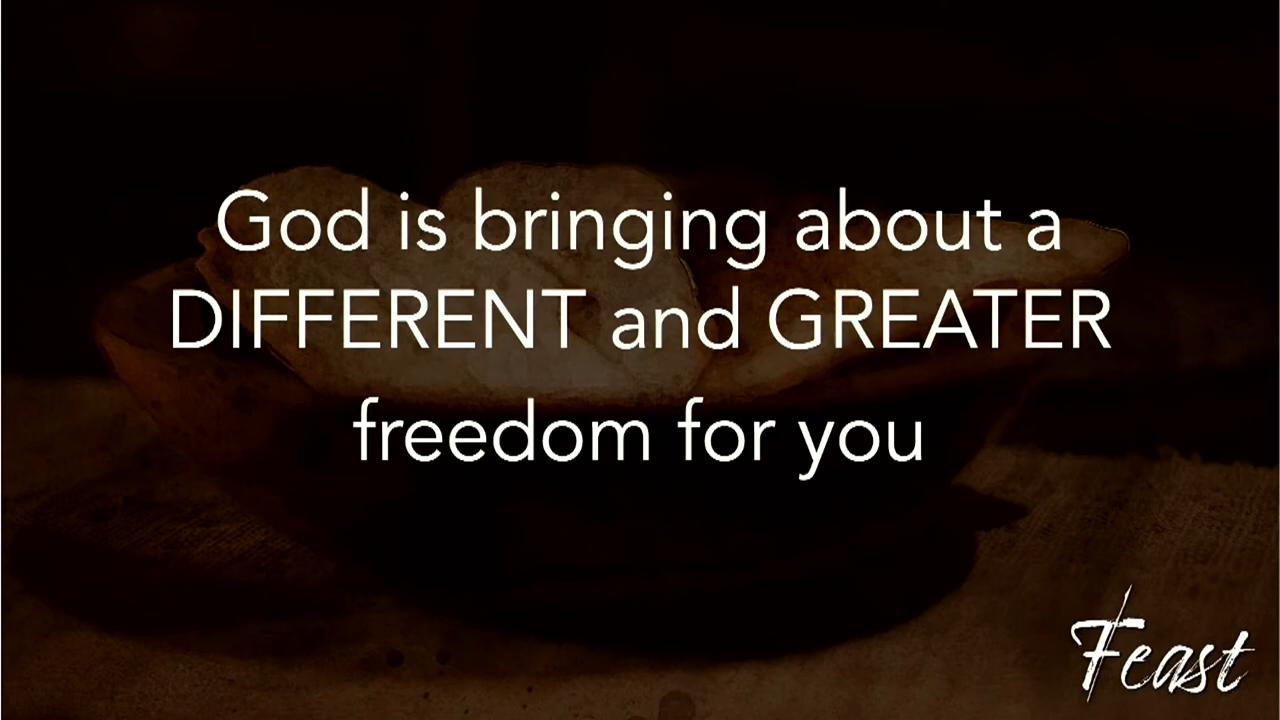 God is bringing about a
DIFFERENT and GREATER
freedom for you
Feast